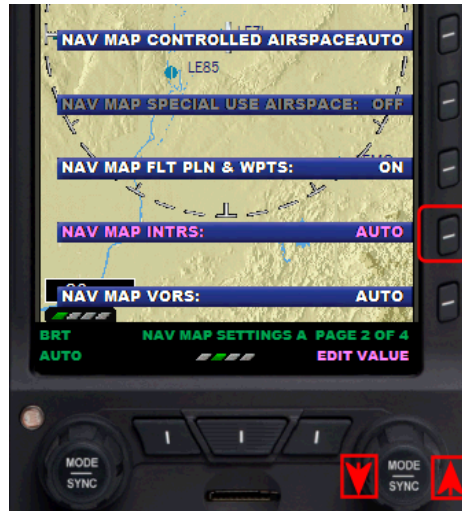 NAV MAP CONTROLLED AIRSPACEAUTO
LE85
NAV MAP SPECIAL USE AIRSPACE: OFF
NAV MAP FLT PLN & WPTS: ON
NAV MAP INTRS: AUTO
NAV MAP VORS: AUTO
BRT NAV MAP SETTINGS A PAGE 2 OF 4
AUTO EDIT VALUE
MODE
SYNC
MODE
SYNC